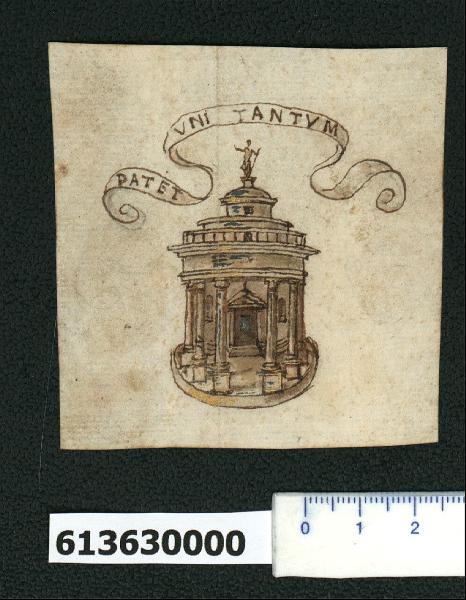 PATET VNI TANTVM
613630000
0 1 2